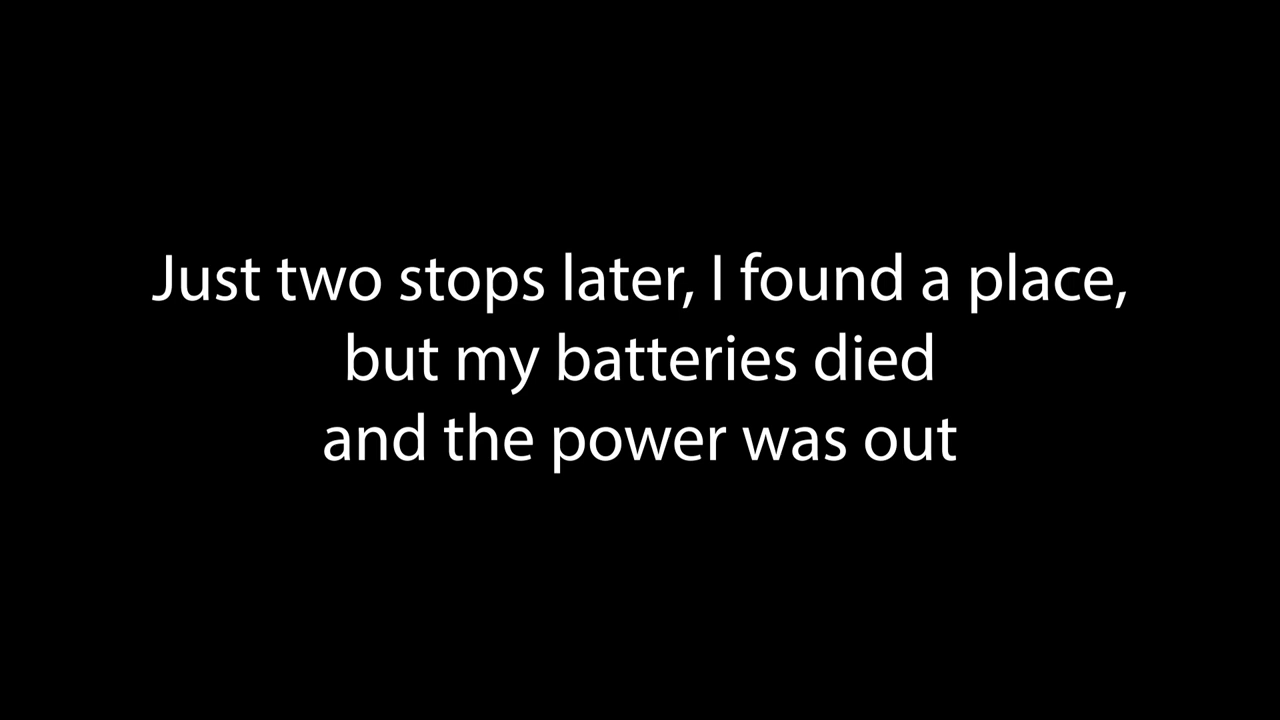 Just two stops later, I found a place,
but my batteries died
and the power was out